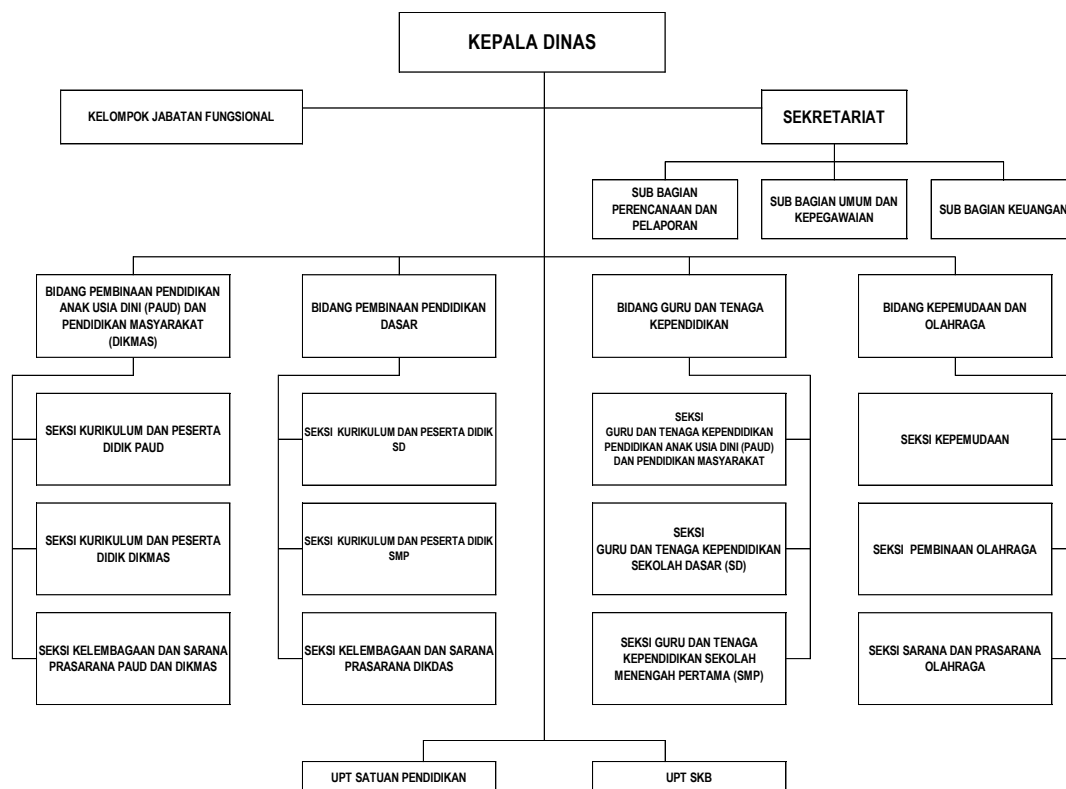 KEPALA DINAS
KELOMPOK JABATAN FUNGSIONAL
SEKRETARIAT
SUB BAGIAN
PERENCANAAN DAN
PELAPORAN
SUB BAGIAN UMUM DAN
KEPEGAWAIAN
SUB BAGIAN KEUANGAN
BIDANG PEMBINAAN PENDIDIKAN
ANAK USIA DINI (PAUD) DAN
PENDIDIKAN MASYARAKAT
(DIKMAS)
BIDANG PEMBINAAN PENDIDIKAN
DASAR
BIDANG GURU DAN TENAGA
KEPENDIDIKAN
BIDANG KEPEMUDAAN DAN
OLAHRAGA
SEKSI KURIKULUM DAN PESERTA
DIDIK PAUD
SEKSI KURIKULUM DAN PESERTA DIDIK
SD
SEKSI
GURU DAN TENAGA KEPENDIDIKAN
PENDIDIKAN ANAK USIA DINI (PAUD)
DAN PENDIDIKAN MASYARAKAT
SEKSI KEPEMUDAAN
SEKSI KURIKULUM DAN PESERTA
DIDIK DIKMAS
SEKSI KURIKULUM DAN PESERTA DIDIK
SMP
SEKSI
GURU DAN TENAGA KEPENDIDIKAN
SEKOLAH DASAR (SD)
SEKSI PEMBINAAN OLAHRAGA
SEKSI KELEMBAGAAN DAN SARANA
PRASARANA PAUD DAN DIKMAS
SEKSI KELEMBAGAAN DAN SARANA
PRASARANA DIKDAS
SEKSI GURU DAN TENAGA
KEPENDIDIKAN SEKOLAH
MENENGAH PERTAMA (SMP)
SEKSI SARANA DAN PRASARANA
OLAHRAGA
UPT SATUAN PENDIDIKAN
UPT SKB